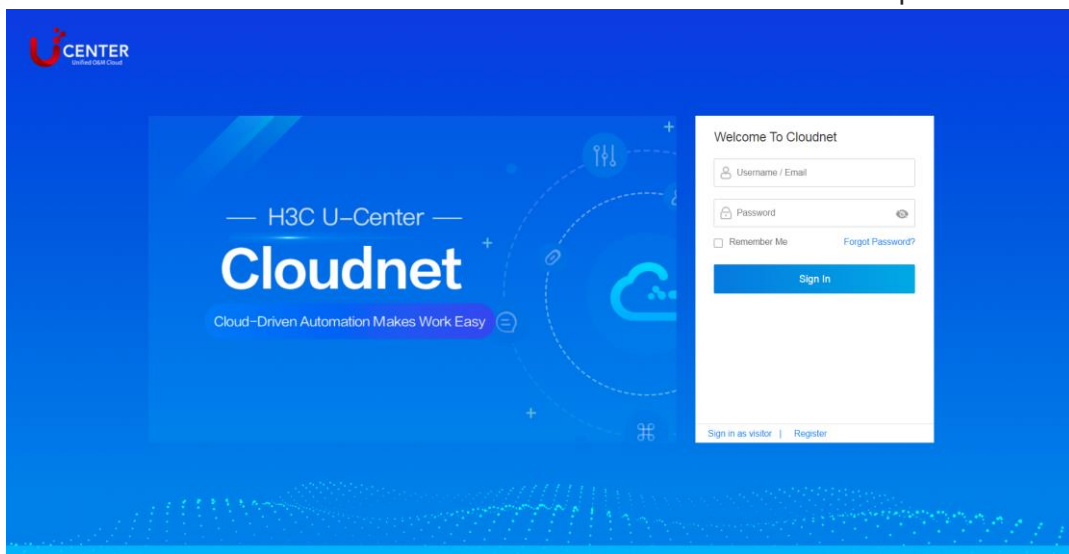 UCENTER
Unified O&M Cloud
— H3C U-Center —
Cloudnet
Cloud-Driven Automation Makes Work Easy
Welcome To Cloudnet
Username / Email
Password
Remember Me Forgot Password?
Sign In
Sign in as visitor | Register